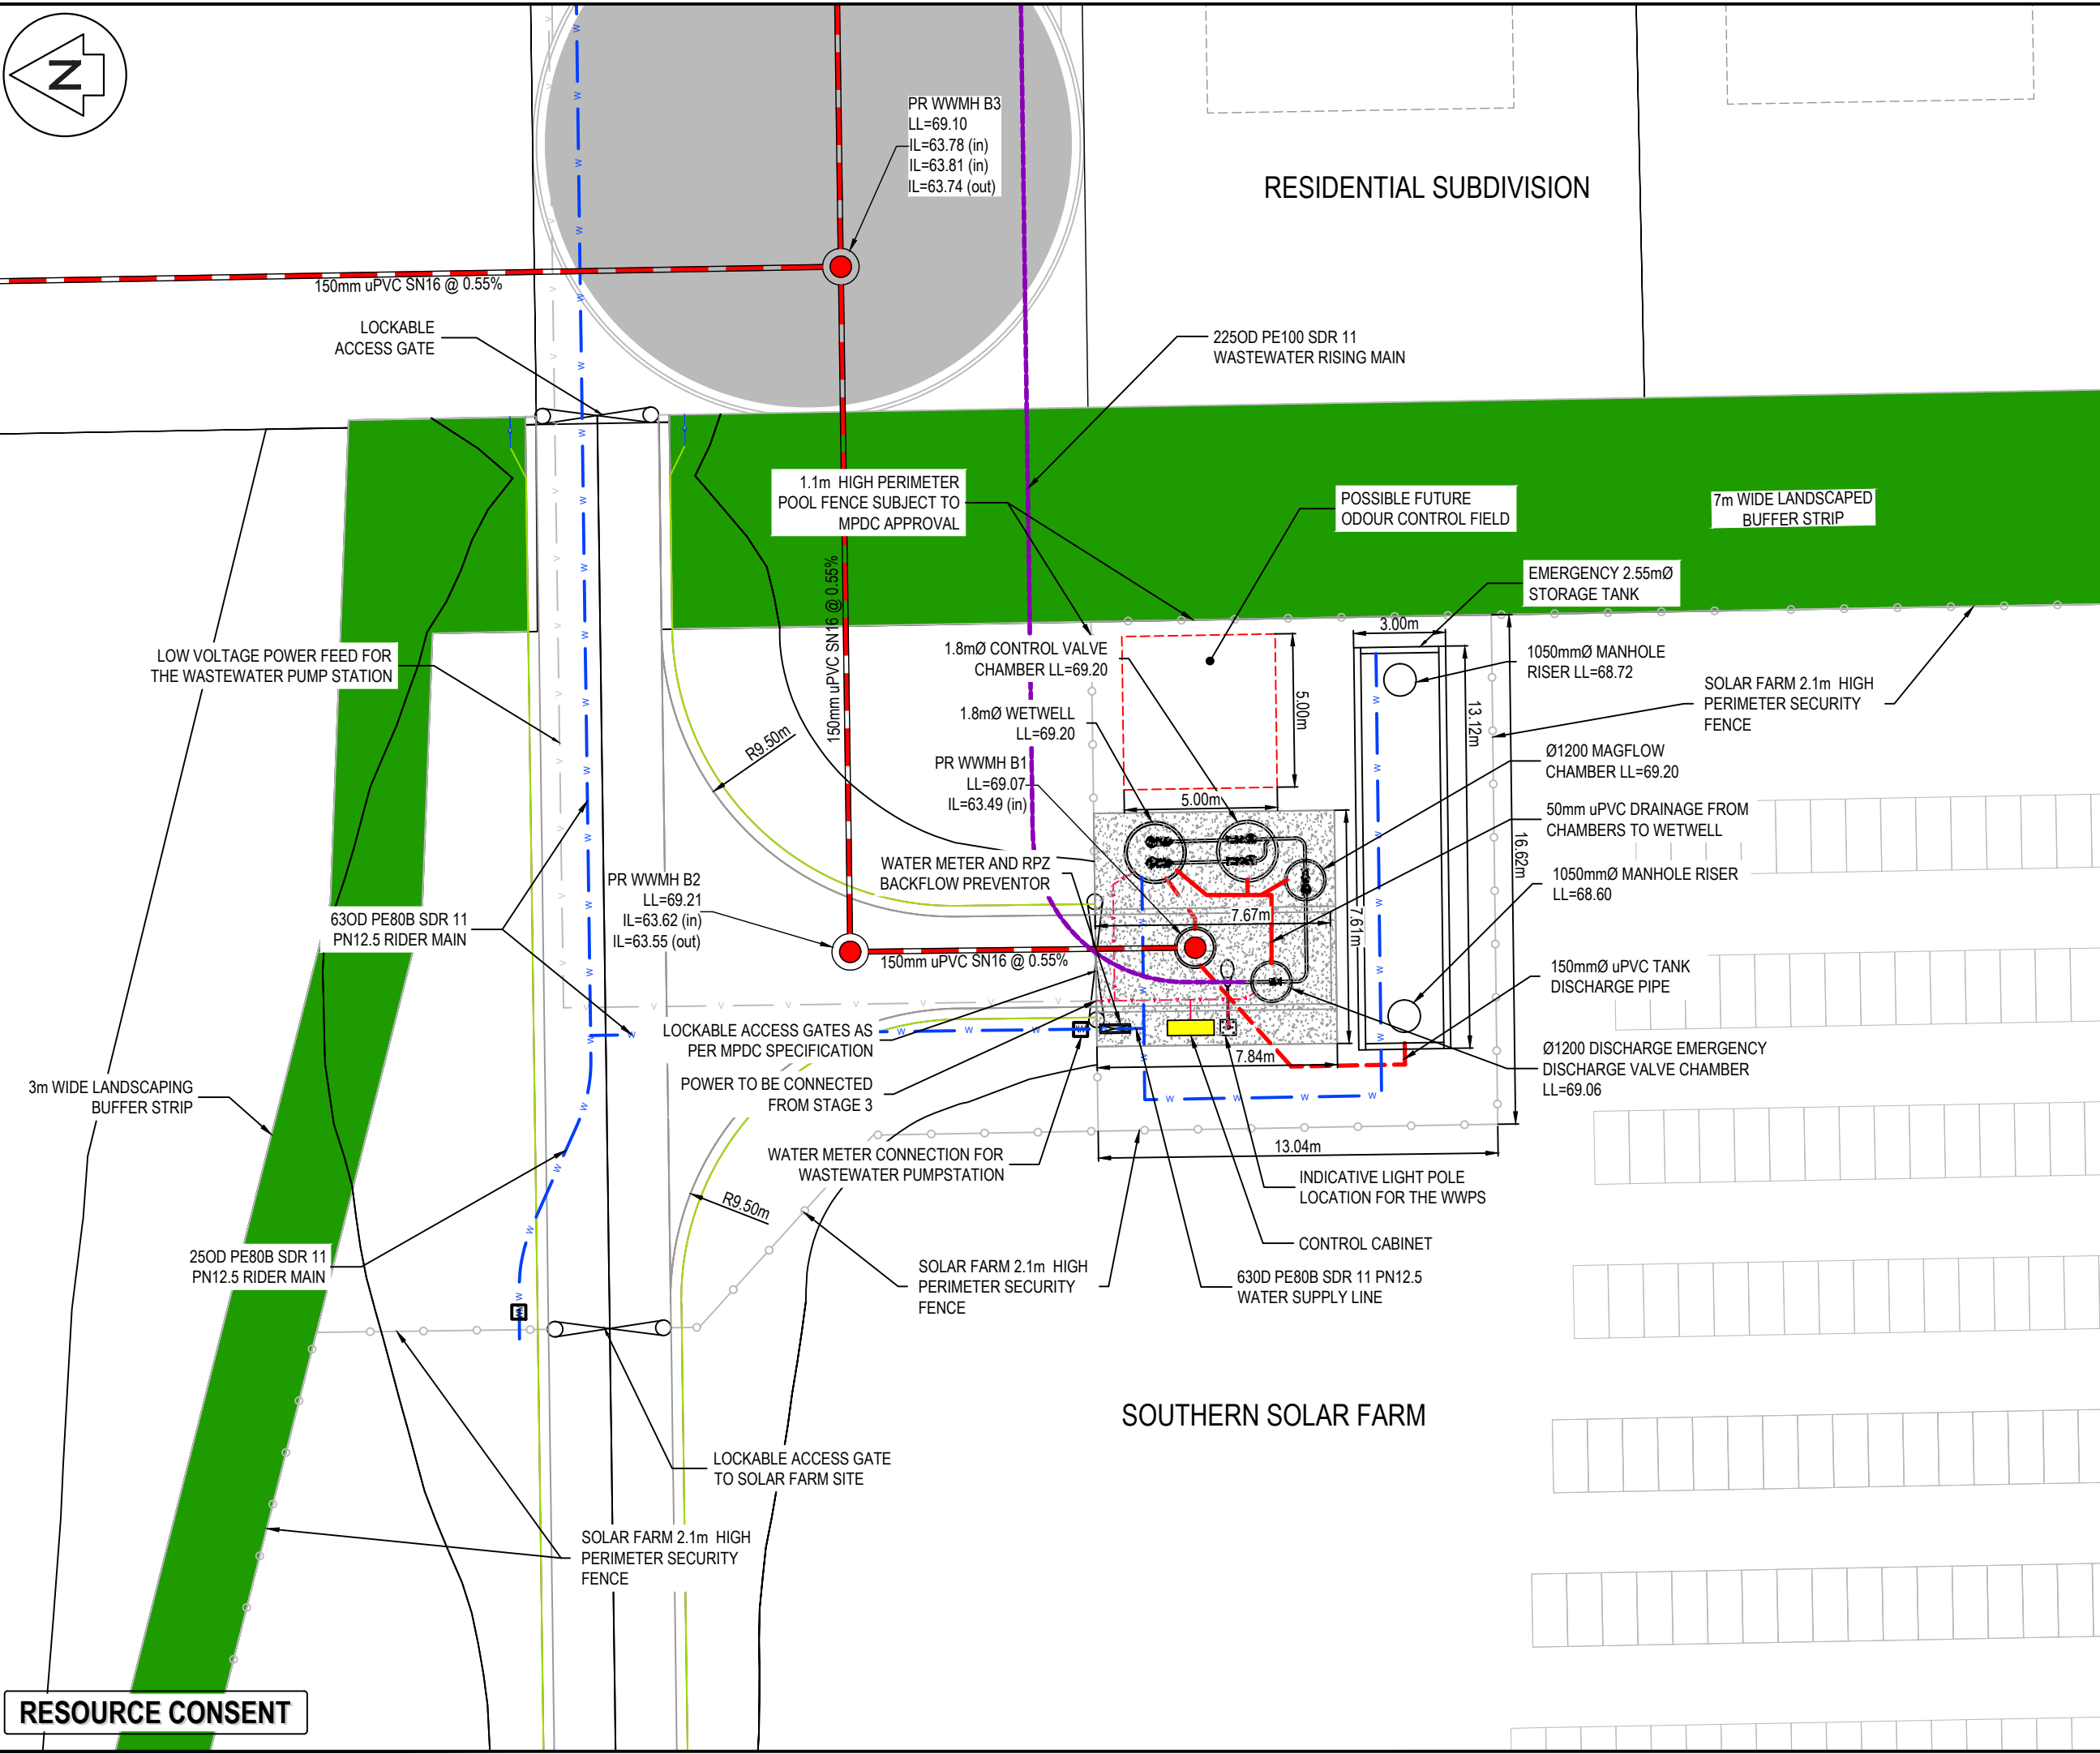 N
PR WWMH B3
LL=69.10
IL=63.78 (in)
IL=63.81 (in)
IL=63.74 (out)
RESIDENTIAL SUBDIVISION
150mm uPVC SN16 @ 0.55%
LOCKABLE
ACCESS GATE
225OD PE100 SDR 11
WASTEWATER RISING MAIN
1.1m HIGH PERIMETER
POOL FENCE SUBJECT TO
MPDC APPROVAL
POSSIBLE FUTURE
ODOUR CONTROL FIELD
7m WIDE LANDSCAPED
BUFFER STRIP
EMERGENCY 2.55mØ
STORAGE TANK
150mm uPVC SN16 @ 0.55%
3.00m
LOW VOLTAGE POWER FEED FOR
THE WASTEWATER PUMP STATION
1.8mØ CONTROL VALVE
CHAMBER LL=69.20
1050mmØ MANHOLE
RISER LL=68.72
SOLAR FARM 2.1m HIGH
PERIMETER SECURITY
FENCE
5.00m
13.12m
1.8mØ WETWELL
LL=69.20
R9.50m
PR WWMH B1
LL=69.07
IL=63.49 (in)
Ø1200 MAGFLOW
CHAMBER LL=69.20
5.00m
50mm uPVC DRAINAGE FROM
CHAMBERS TO WETWELL
16.62m
WATER METER AND RPZ
BACKFLOW PREVENTOR
PR WWMH B2
LL=69.21
IL=63.62 (in)
IL=63.55 (out)
1050mmØ MANHOLE RISER
LL=68.60
63OD PE80B SDR 11
PN12.5 RIDER MAIN
7.67m
7.61m
150mm uPVC SN16 @ 0.55%
150mmØ uPVC TANK
DISCHARGE PIPE
LOCKABLE ACCESS GATES AS
PER MPDC SPECIFICATION
7.84m
Ø1200 DISCHARGE EMERGENCY
DISCHARGE VALVE CHAMBER
LL=69.06
3m WIDE LANDSCAPING
BUFFER STRIP
POWER TO BE CONNECTED
FROM STAGE 3
WATER METER CONNECTION FOR
WASTEWATER PUMPSTATION
13.04m
INDICATIVE LIGHT POLE
LOCATION FOR THE WWPS
R9.50m
CONTROL CABINET
25OD PE80B SDR 11
PN12.5 RIDER MAIN
SOLAR FARM 2.1m HIGH
PERIMETER SECURITY
FENCE
630D PE80B SDR 11 PN12.5
WATER SUPPLY LINE
SOUTHERN SOLAR FARM
LOCKABLE ACCESS GATE
TO SOLAR FARM SITE
SOLAR FARM 2.1m HIGH
PERIMETER SECURITY
FENCE
RESOURCE CONSENT